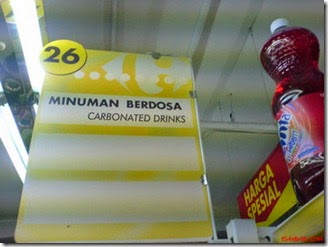 26
MINUMAN BERDOSA
CARBONATED DRINKS
HARGA
SPESIAL